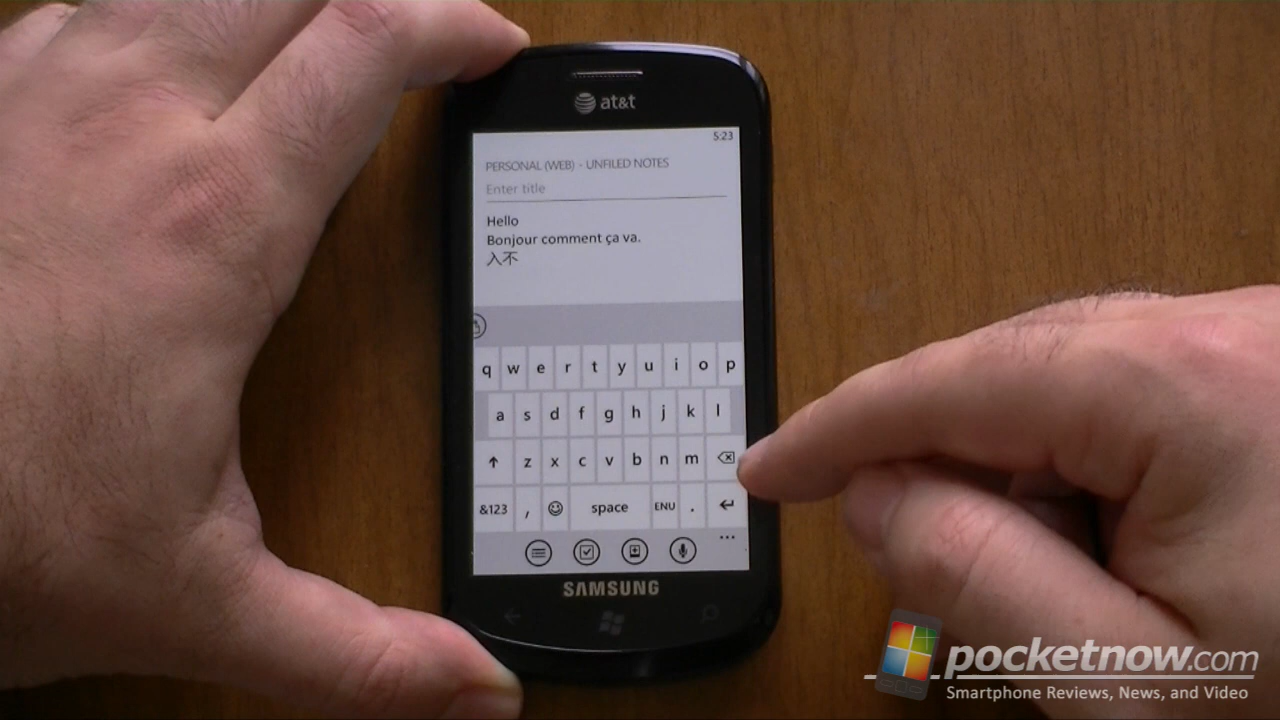 at&t
5:23
PERSONAL (WEB) - UNFILED NOTES
Enter title
Hello
Bonjour comment ça va.
入不
q w e r t y u i o p
a s d f g h j k l
z x c v b n m
&123 , space ENU .
SAMSUNG
pocketnow.com
Smartphone Reviews, News, and Video